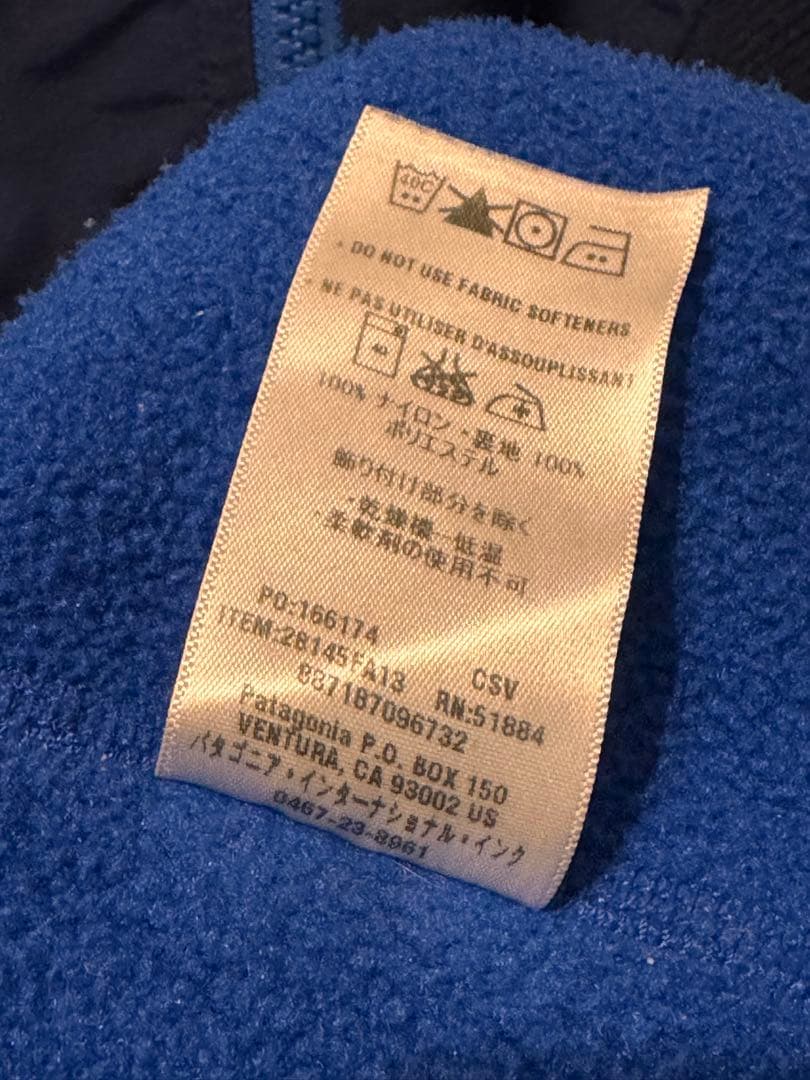 40C
• DO NOT USE FABRIC SOFTENERS
• NE PAS UTILISER D'ASSOUPLISSANT
100% ナイロン・裏地 100%
ポリエステル
飾り付け部分を除く
・乾燥機 低温
・柔軟剤の使用不可
PO:166174
ITEM:28145FA13 CSV
887187096732 RN:51884
Patagonia P.O. BOX 150
VENTURA, CA 93002 US
パタゴニア・インターナショナル・インク
0467-23-8961